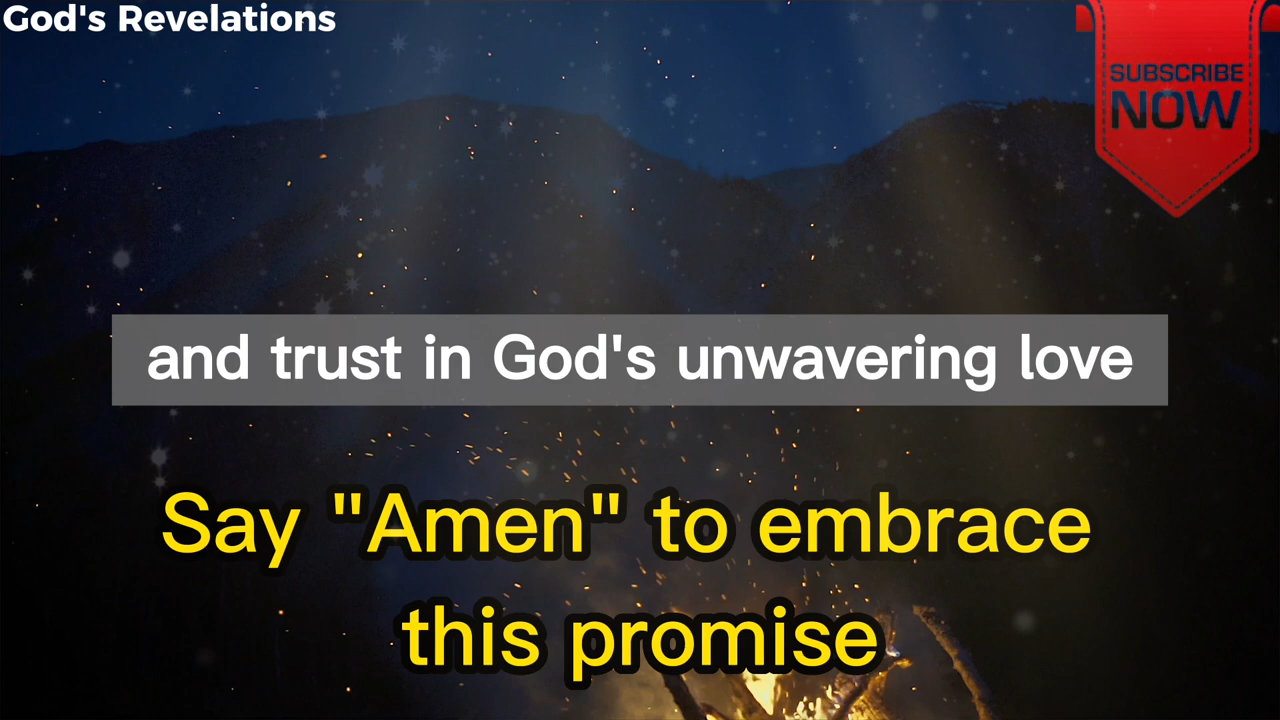 God's Revelations
SUBSCRIBE
NOW
and trust in God's unwavering love
Say "Amen" to embrace
this promise